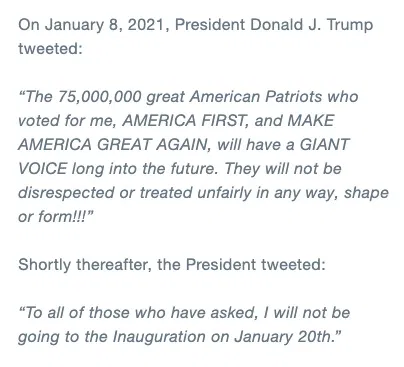 On January 8, 2021, President Donald J. Trump
tweeted:
“The 75,000,000 great American Patriots who
voted for me, AMERICA FIRST, and MAKE
AMERICA GREAT AGAIN, will have a GIANT
VOICE long into the future. They will not be
disrespected or treated unfairly in any way, shape
or form!!!”
Shortly thereafter, the President tweeted:
“To all of those who have asked, I will not be
going to the Inauguration on January 20th.”